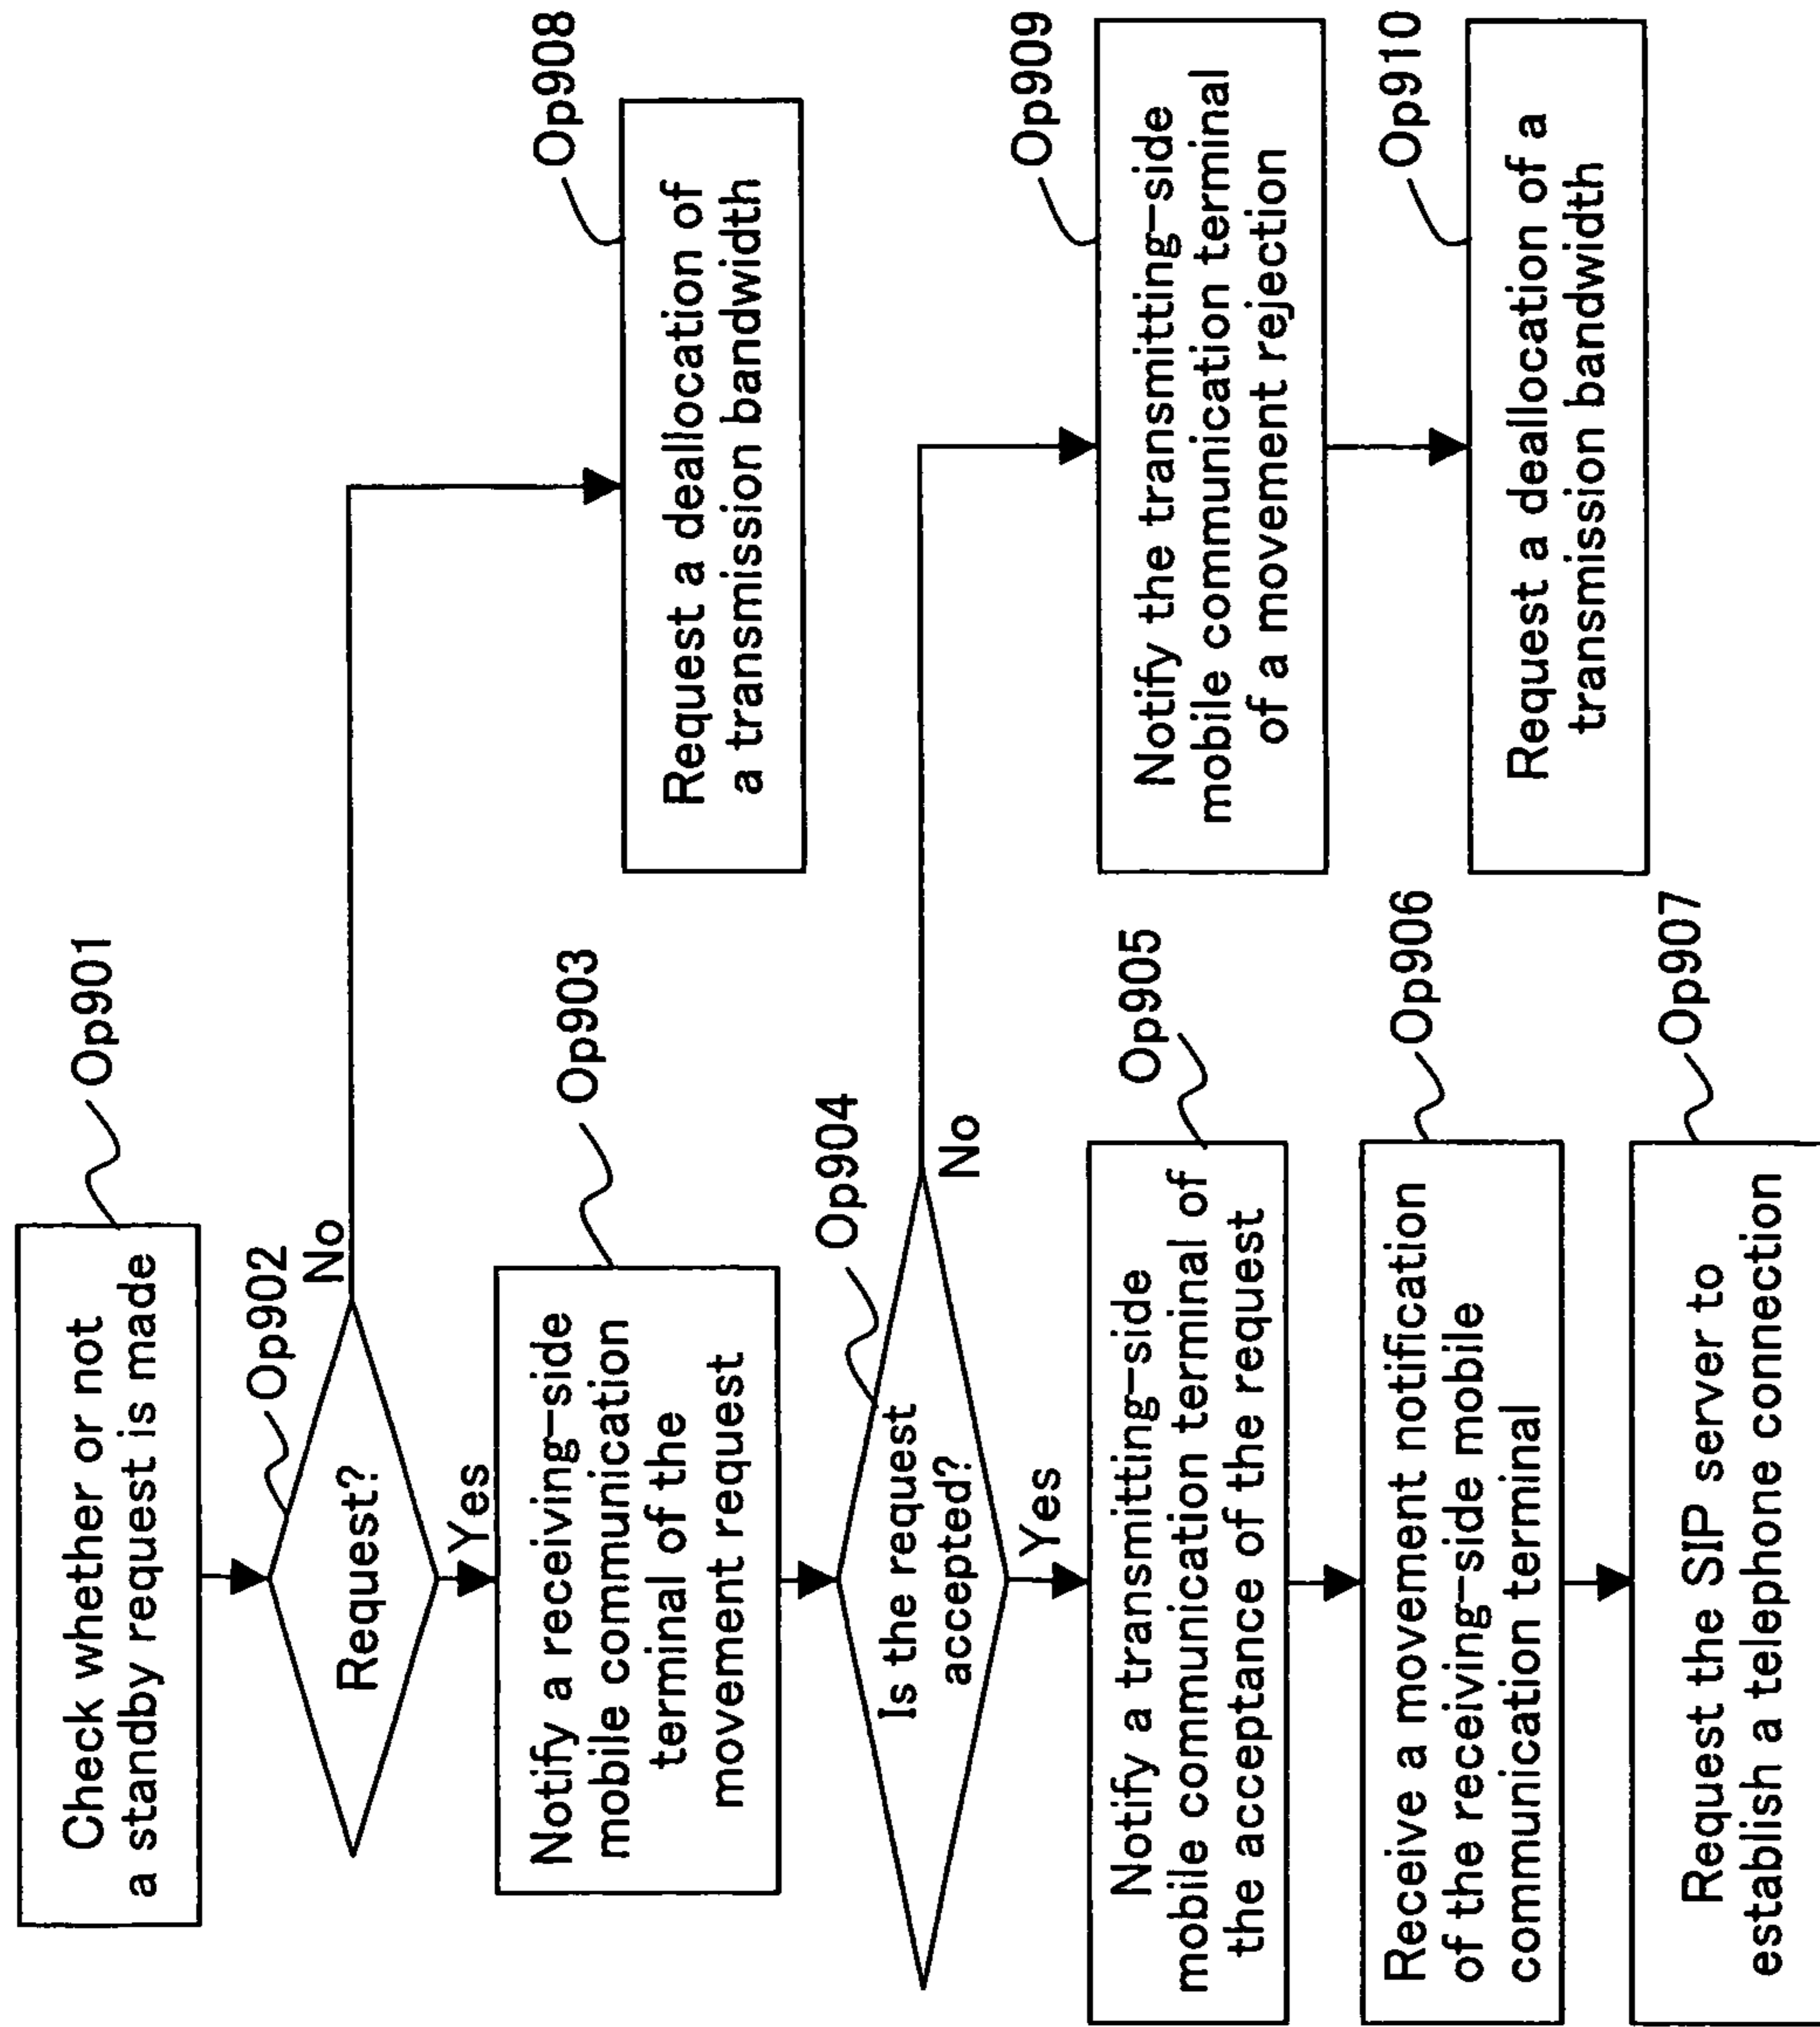 Op901
Check whether or not
a standby request is made
Op902
Request?
No
Yes
Op908
Request a deallocation of
a transmission bandwidth
Op903
Notify a receiving-side
mobile communication
terminal of the
movement request
Op904
Is the request
accepted?
No
Yes
Op909
Notify the transmitting-side
mobile communication terminal
of a movement rejection
Op910
Request a deallocation of a
transmission bandwidth
Op905
Notify a transmitting-side
mobile communication terminal of
the acceptance of the request
Op906
Receive a movement notification
of the receiving-side mobile
communication terminal
Op907
Request the SIP server to
establish a telephone connection